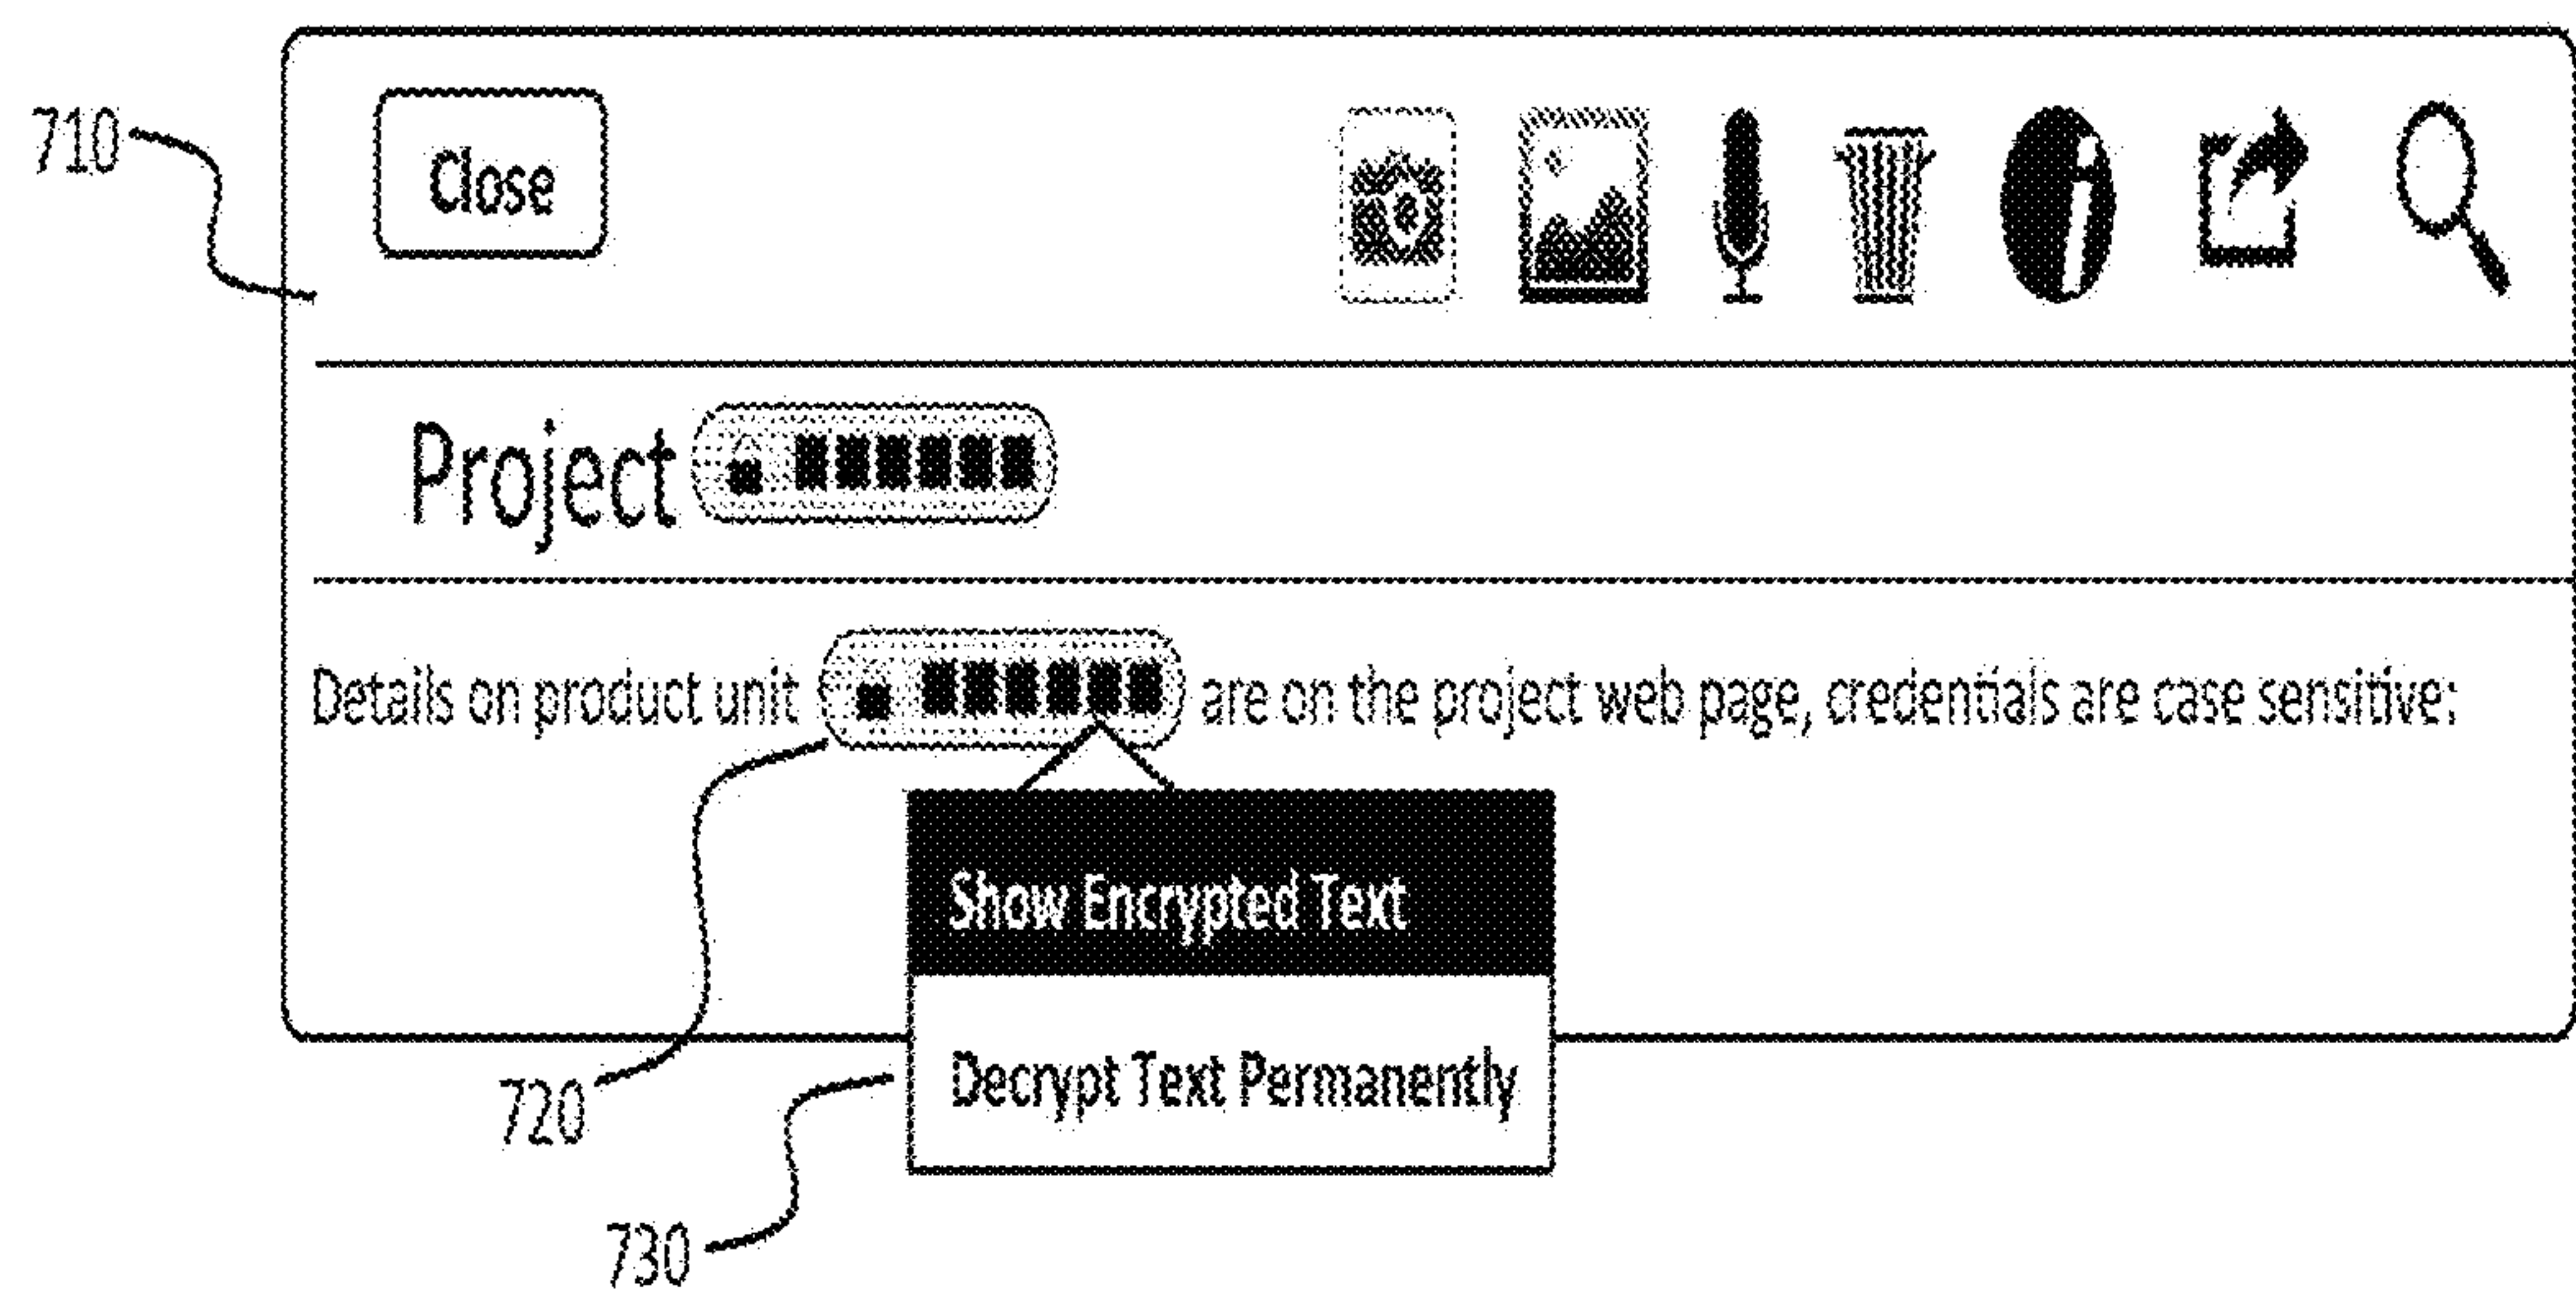 710
Close
Project
Details on product unit are on the project web page, credentials are case sensitive:
Show Encrypted Text
720
Decrypt Text Permanently
730